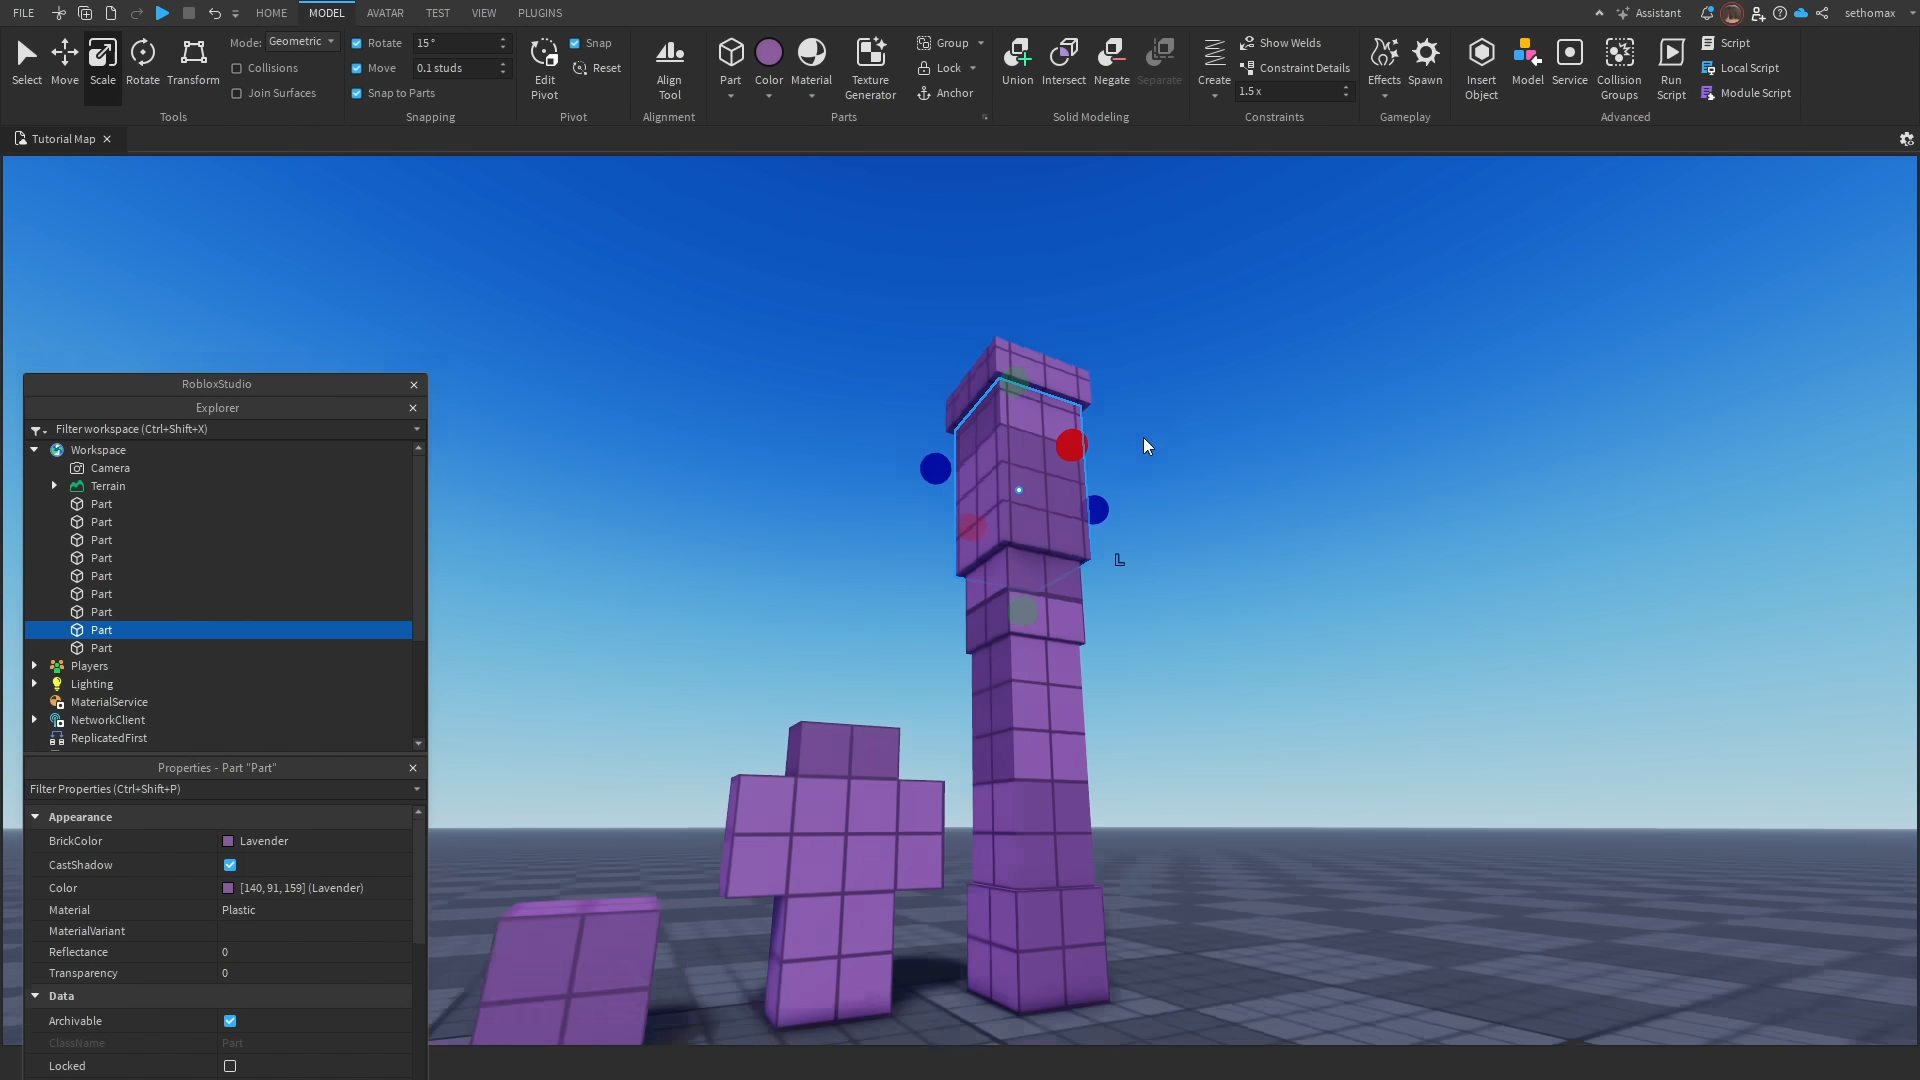 FILE
HOME
MODEL
AVATAR
TEST
VIEW
PLUGINS
Assistant
sethomax
Select
Move
Scale
Rotate
Transform
Mode: Geometric
Collisions
Join Surfaces
Tools
Rotate 15°
Move 0.1 studs
Snap to Parts
Snapping
Edit
Pivot
Snap
Reset
Pivot
Align
Tool
Alignment
Part
Color
Material
Texture
Generator
Group
Lock
Anchor
Parts
Union
Intersect
Negate
Separate
Solid Modeling
Create
Show Welds
Constraint Details
1.5 x
Constraints
Effects
Spawn
Gameplay
Insert
Object
Model
Service
Collision
Groups
Run
Script
Script
Local Script
Module Script
Advanced
Tutorial Map
RobloxStudio
Explorer
Filter workspace (Ctrl+Shift+X)
Workspace
Camera
Terrain
Part
Part
Part
Part
Part
Part
Part
Part
Part
Players
Lighting
MaterialService
NetworkClient
ReplicatedFirst
Properties - Part "Part"
Filter Properties (Ctrl+Shift+P)
Appearance
BrickColor Lavender
CastShadow
Color [140, 91, 159] (Lavender)
Material Plastic
MaterialVariant
Reflectance 0
Transparency 0
Data
Archivable
ClassName Part
Locked
L